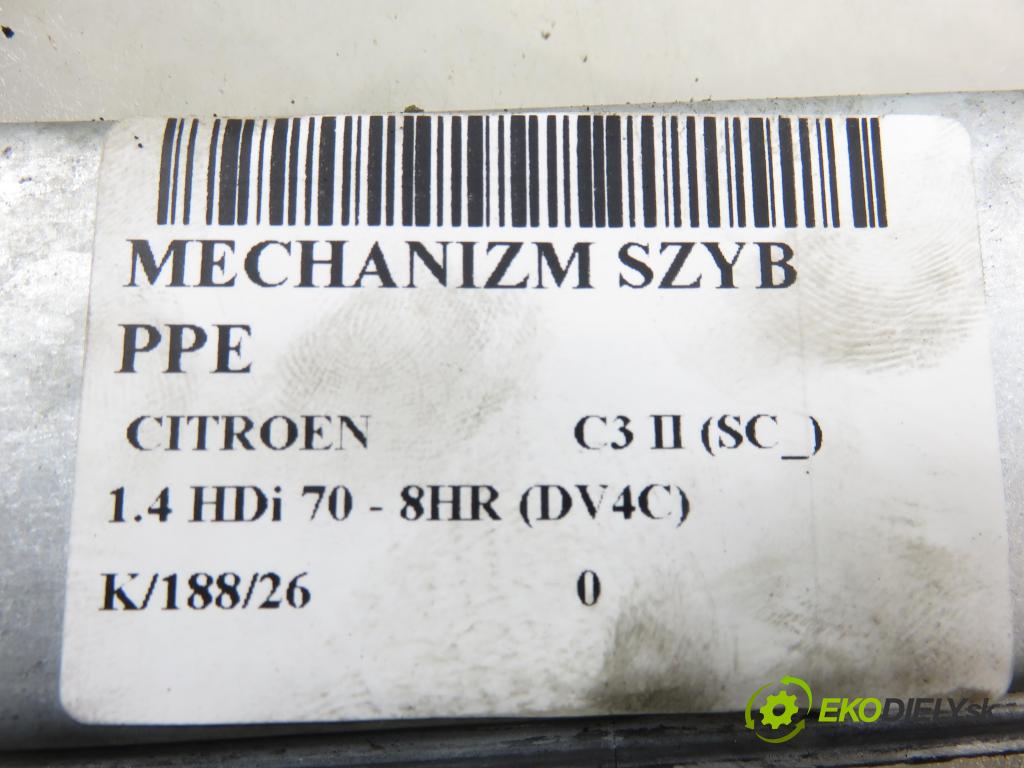 MECHANIZM SZYB
PPE
CITROEN C3 II (SC_)
1.4 HDi 70 - 8HR (DV4C)
K/188/26 0
EKODIELY.sk